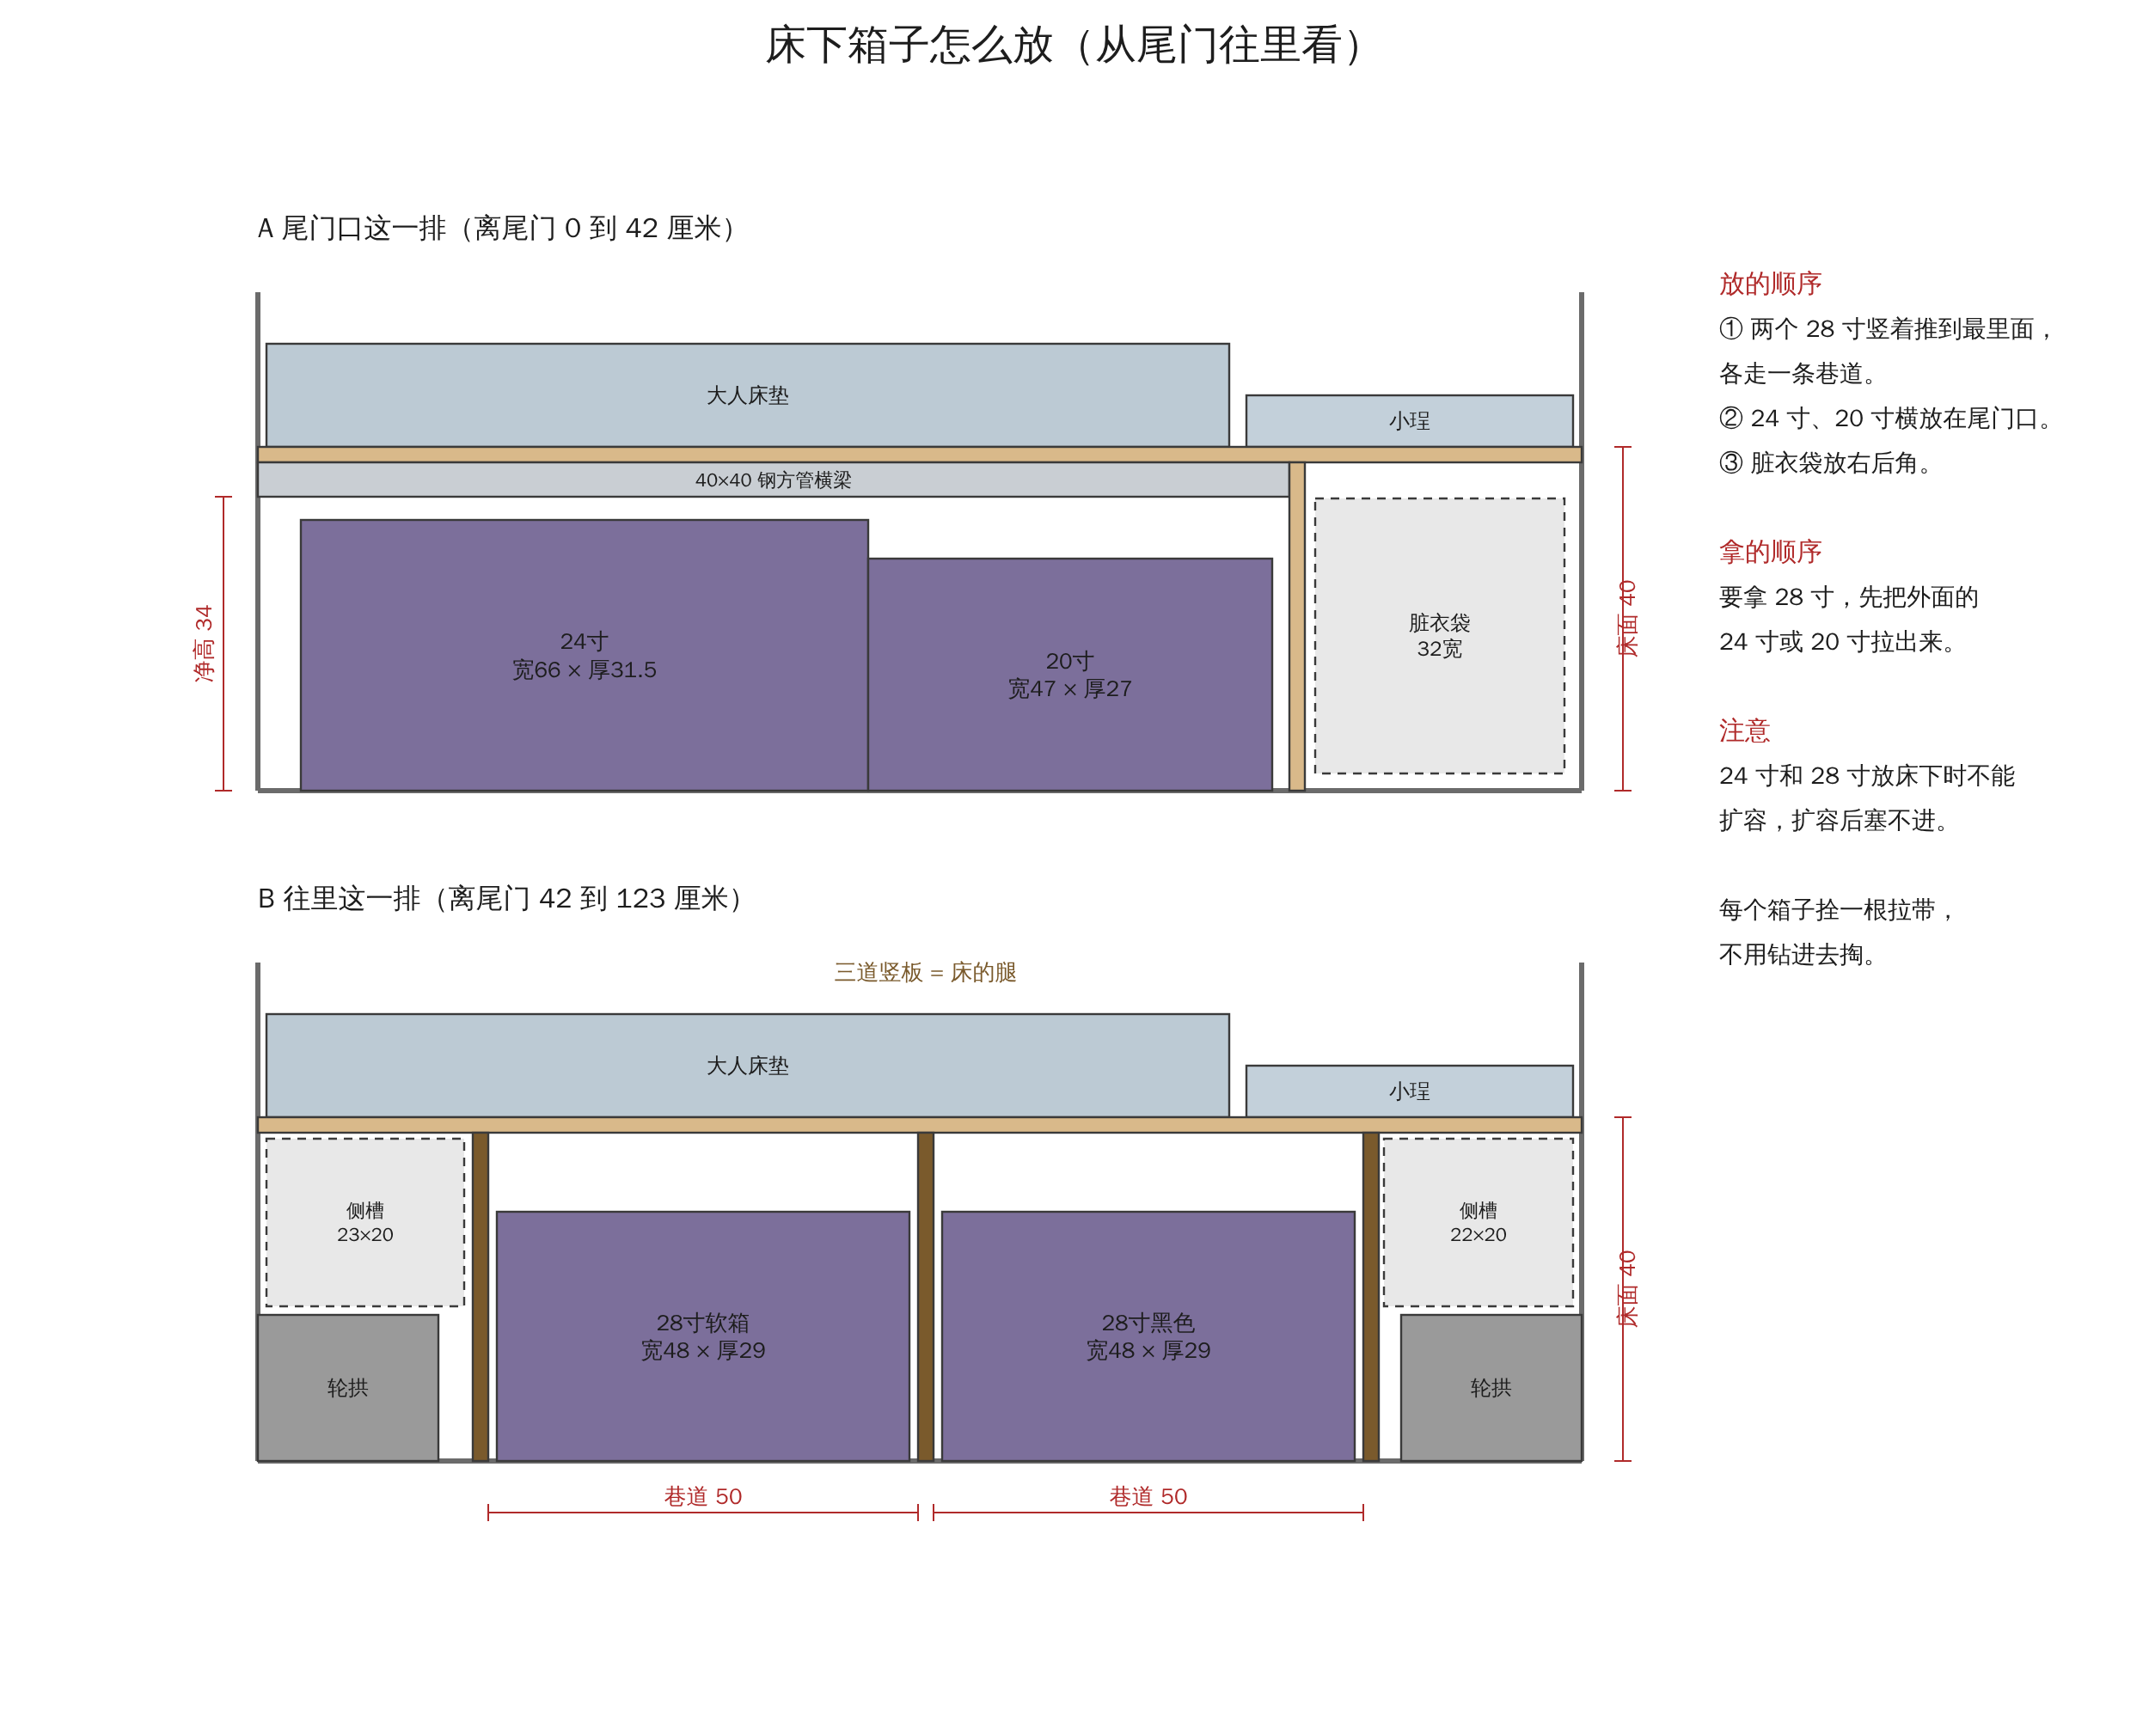 床下箱子怎么放（从尾门往里看）
A 尾门口这一排（离尾门 0 到 42 厘米）
大人床垫
小珵
40×40 钢方管横梁
净高 34
24寸
宽66 × 厚31.5
20寸
宽47 × 厚27
脏衣袋
32宽
床面 40
放的顺序
① 两个 28 寸竖着推到最里面，
各走一条巷道。
② 24 寸、20 寸横放在尾门口。
③ 脏衣袋放右后角。
拿的顺序
要拿 28 寸，先把外面的
24 寸或 20 寸拉出来。
注意
24 寸和 28 寸放床下时不能
扩容，扩容后塞不进。
每个箱子拴一根拉带，
不用钻进去掏。
B 往里这一排（离尾门 42 到 123 厘米）
三道竖板 = 床的腿
大人床垫
小珵
侧槽
23×20
轮拱
28寸软箱
宽48 × 厚29
28寸黑色
宽48 × 厚29
侧槽
22×20
轮拱
床面 40
巷道 50
巷道 50